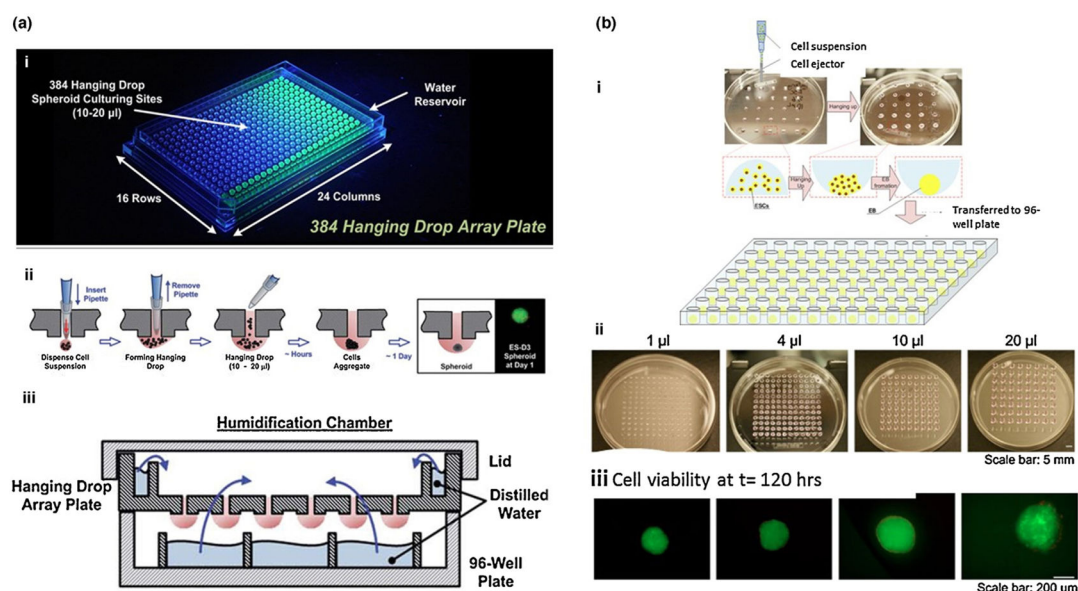 (a)
i
384 Hanging Drop
Spheroid Culturing Sites
(10-20 µl)
Water
Reservoir
16 Rows
24 Columns
384 Hanging Drop Array Plate
ii
Insert
Pipette
Remove
Pipette
Dispense Cell
Suspension
Forming Hanging
Drop
Hanging Drop
(10 - 20 µl)
~ Hours
Cells
Aggregate
~ 1 Day
Spheroid
ES-D3
Spheroid
at Day 1
iii
Humidification Chamber
Lid
Hanging Drop
Array Plate
Distilled
Water
96-Well
Plate
(b)
i
Cell suspension
Cell ejector
Hanging up
Hanging
Up
EB
fromation
ESCs
EB
Transferred to 96-
well plate
ii
1 µl
4 µl
10 µl
20 µl
Scale bar: 5 mm
iii Cell viability at t= 120 hrs
Scale bar: 200 um